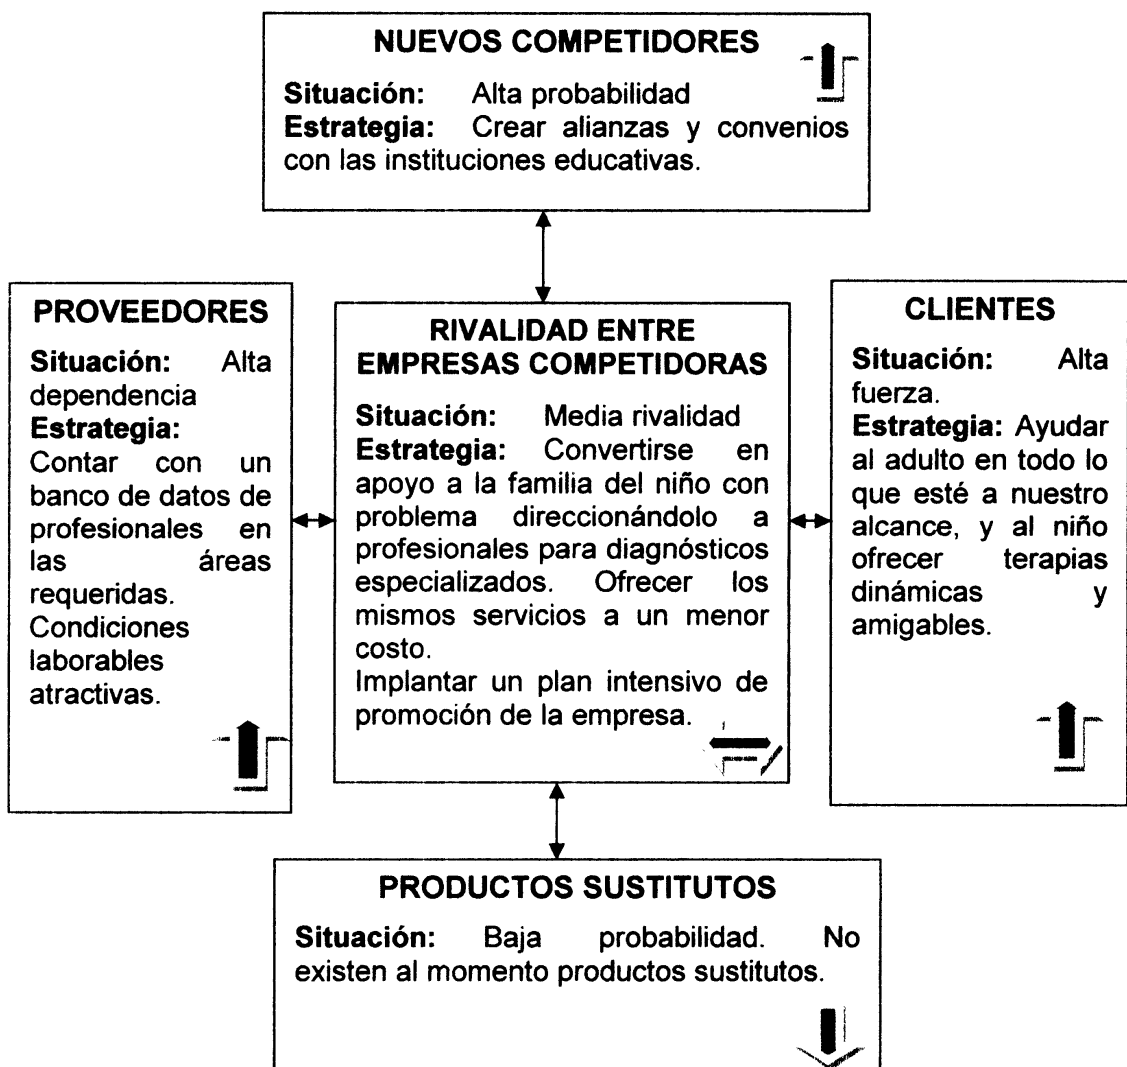 NUEVOS COMPETIDORES
Situación: Alta probabilidad
Estrategia: Crear alianzas y convenios
con las instituciones educativas.
PROVEEDORES
Situación: Alta
dependencia
Estrategia:
Contar con un
banco de datos de
profesionales en
las áreas
requeridas.
Condiciones
laborables
atractivas.
RIVALIDAD ENTRE
EMPRESAS COMPETIDORAS
Situación: Media rivalidad
Estrategia: Convertirse en
apoyo a la familia del niño con
problema direccionándolo a
profesionales para diagnósticos
especializados. Ofrecer los
mismos servicios a un menor
costo.
Implantar un plan intensivo de
promoción de la empresa.
CLIENTES
Situación: Alta
fuerza.
Estrategia: Ayudar
al adulto en todo lo
que esté a nuestro
alcance, y al niño
ofrecer terapias
dinámicas y
amigables.
PRODUCTOS SUSTITUTOS
Situación: Baja probabilidad. No
existen al momento productos sustitutos.